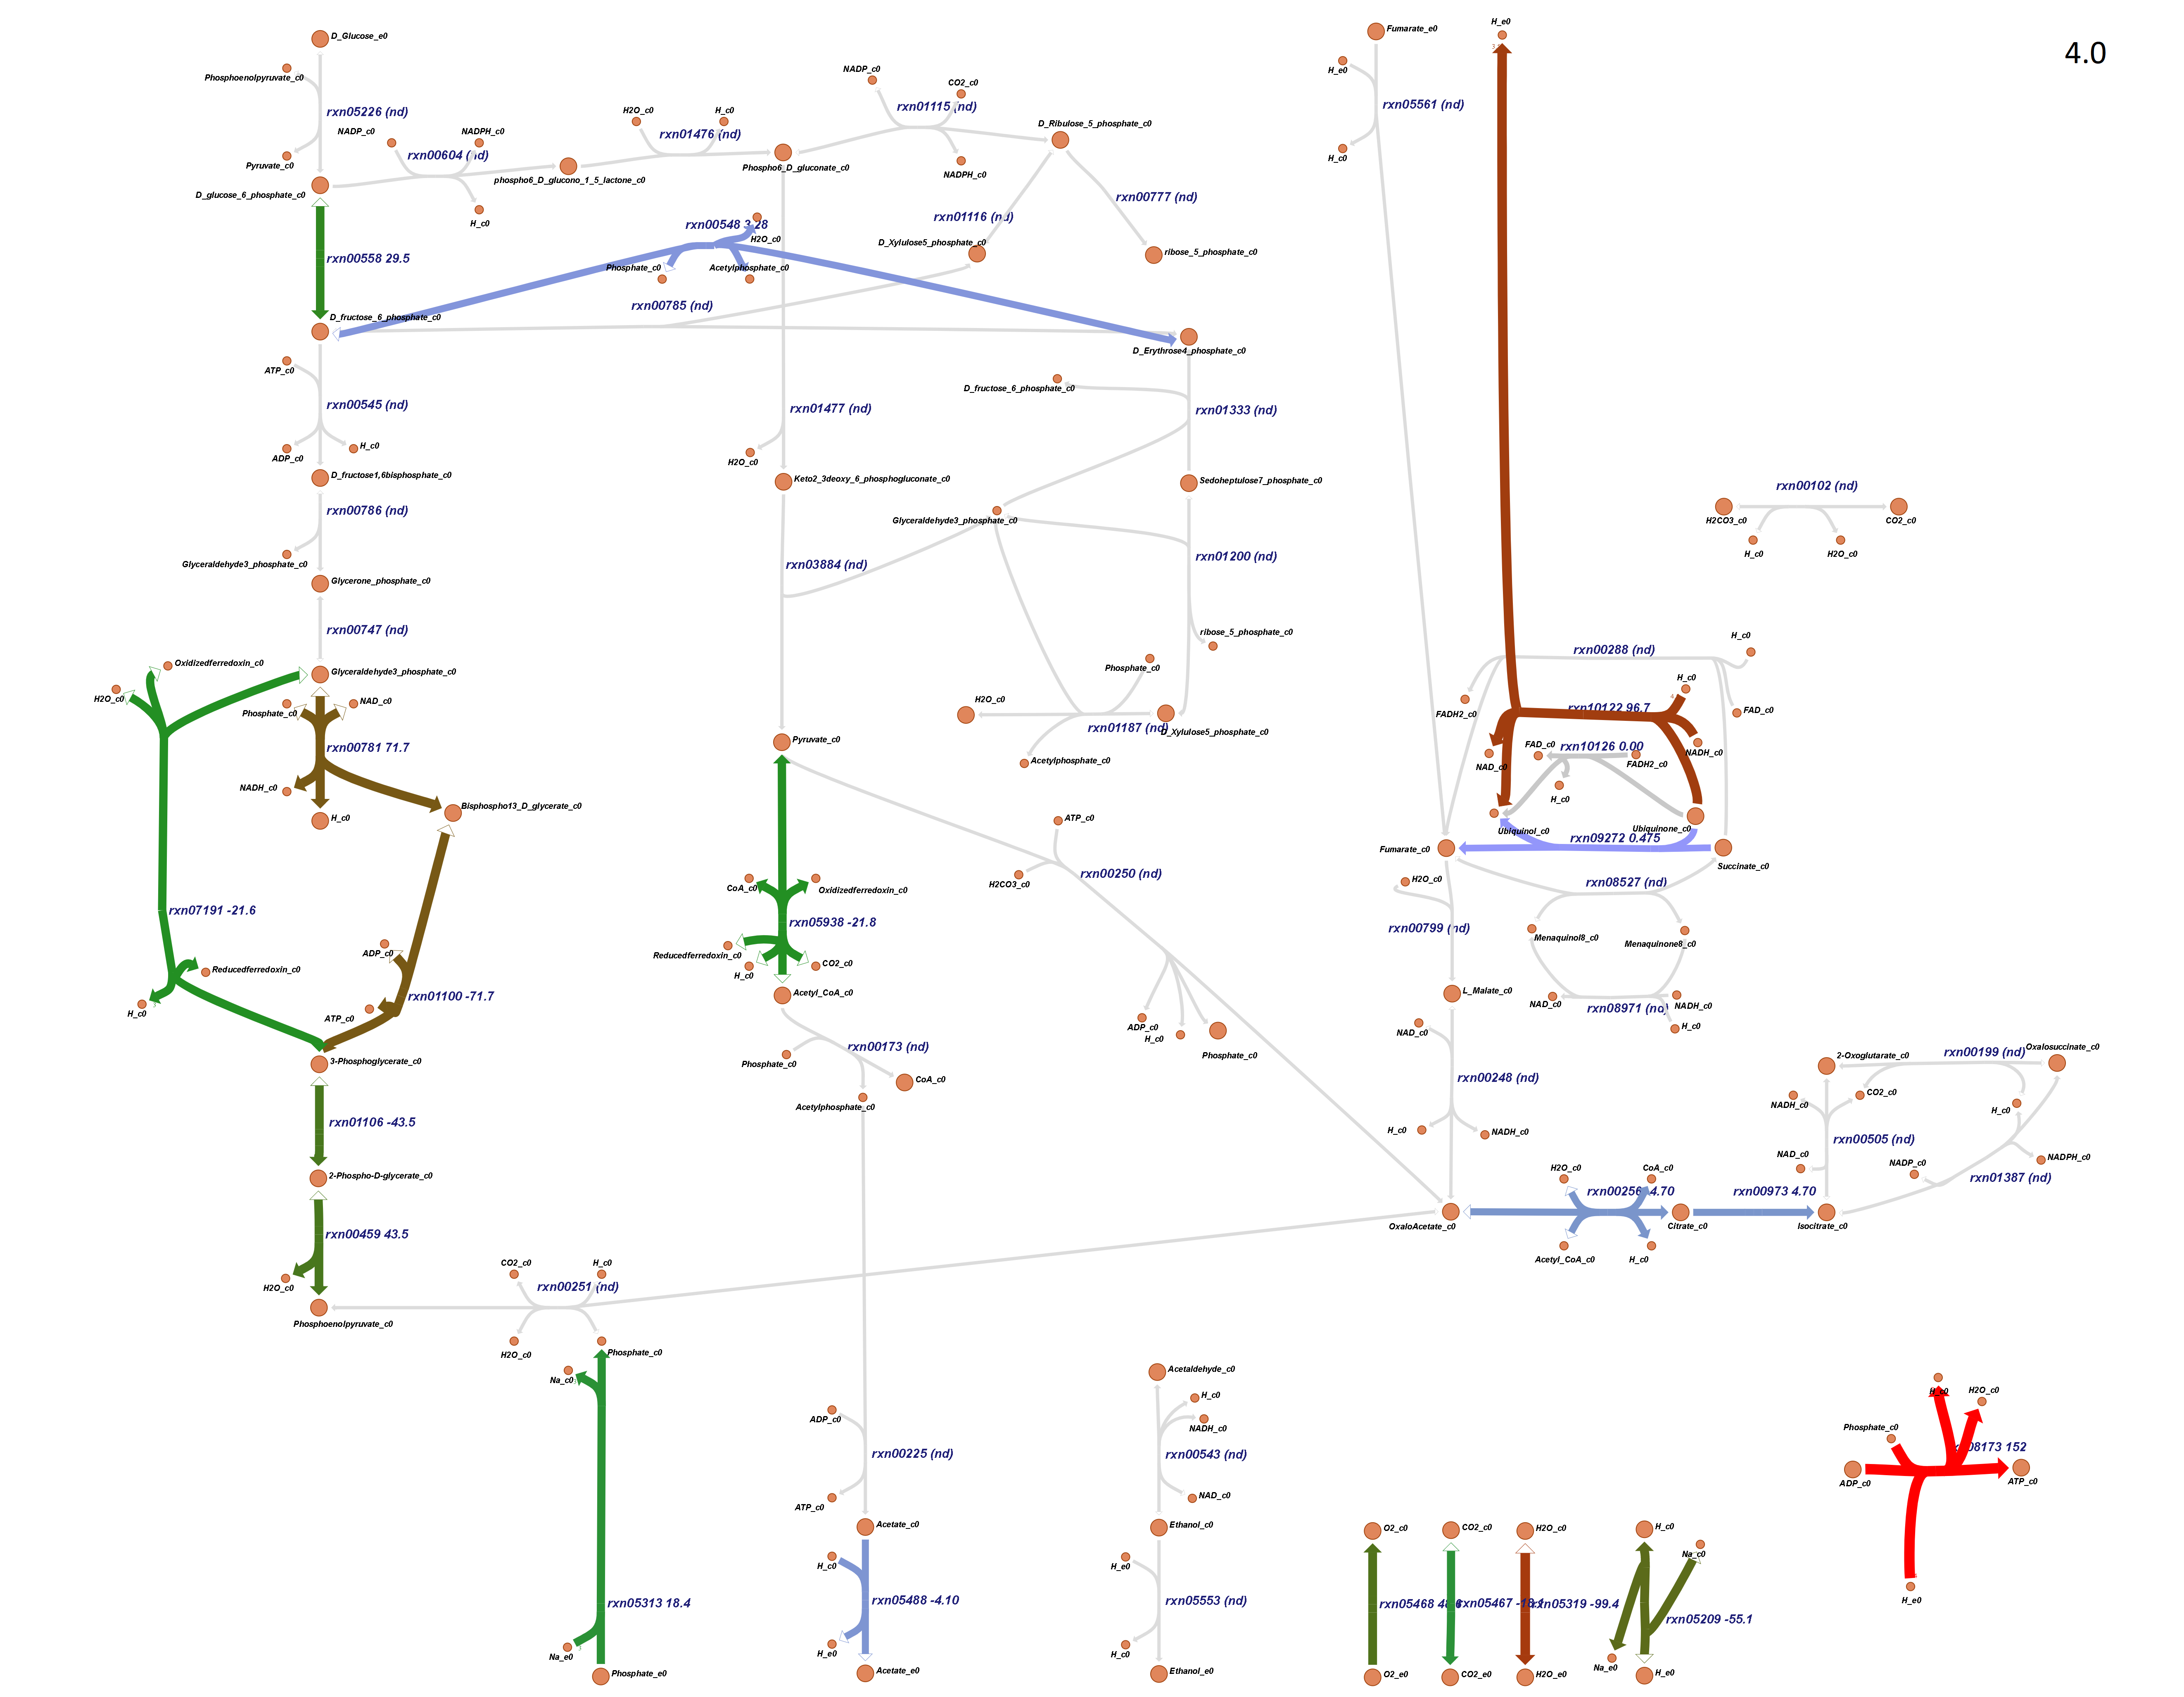 4.0
D_Glucose_e0
Phosphoenolpyruvate_c0
rxn05226 (nd)
Pyruvate_c0
D_glucose_6_phosphate_c0
NADP_c0
NADPH_c0
rxn00604 (nd)
H_c0
phospho6_D_glucono_1_5_lactone_c0
H2O_c0
H_c0
rxn01476 (nd)
Phospho6_D_gluconate_c0
NADP_c0
CO2_c0
rxn01115 (nd)
NADPH_c0
D_Ribulose_5_phosphate_c0
rxn00777 (nd)
rxn01116 (nd)
D_Xylulose5_phosphate_c0
ribose_5_phosphate_c0
rxn00558 29.5
rxn00548 3.28
H2O_c0
Phosphate_c0
Acetylphosphate_c0
rxn00785 (nd)
D_fructose_6_phosphate_c0
D_Erythrose4_phosphate_c0
ATP_c0
rxn00545 (nd)
ADP_c0
H_c0
D_fructose1,6bisphosphate_c0
rxn00786 (nd)
Glyceraldehyde3_phosphate_c0
Glycerone_phosphate_c0
rxn00747 (nd)
Glyceraldehyde3_phosphate_c0
rxn01477 (nd)
H2O_c0
Keto2_3deoxy_6_phosphogluconate_c0
rxn03884 (nd)
D_fructose_6_phosphate_c0
rxn01333 (nd)
Sedoheptulose7_phosphate_c0
Glyceraldehyde3_phosphate_c0
rxn01200 (nd)
ribose_5_phosphate_c0
Phosphate_c0
H2O_c0
rxn01187 (nd)
D_Xylulose5_phosphate_c0
Acetylphosphate_c0
Oxidizedferredoxin_c0
H2O_c0
Phosphate_c0
NAD_c0
rxn00781 71.7
NADH_c0
H_c0
Bisphospho13_D_glycerate_c0
rxn07191 -21.6
Reducedferredoxin_c0
H_c0
ADP_c0
rxn01100 -71.7
ATP_c0
3-Phosphoglycerate_c0
rxn01106 -43.5
2-Phospho-D-glycerate_c0
rxn00459 43.5
H2O_c0
Phosphoenolpyruvate_c0
Pyruvate_c0
CoA_c0
Oxidizedferredoxin_c0
rxn05938 -21.8
Reducedferredoxin_c0
H_c0
CO2_c0
Acetyl_CoA_c0
Phosphate_c0
rxn00173 (nd)
CoA_c0
Acetylphosphate_c0
ATP_c0
H2CO3_c0
rxn00250 (nd)
ADP_c0
H_c0
Phosphate_c0
CO2_c0
H_c0
rxn00251 (nd)
H2O_c0
Phosphate_c0
Na_c0
rxn05313 18.4
Na_e0
Phosphate_e0
ADP_c0
rxn00225 (nd)
ATP_c0
Acetate_c0
H_c0
rxn05488 -4.10
H_e0
Acetate_e0
Acetaldehyde_c0
H_c0
NADH_c0
rxn00543 (nd)
NAD_c0
Ethanol_c0
H_e0
rxn05553 (nd)
H_c0
Ethanol_e0
Fumarate_e0
H_e0
rxn05561 (nd)
H_c0
H_e0
H2CO3_c0
rxn00102 (nd)
CO2_c0
H_c0
H2O_c0
rxn00288 (nd)
H_c0
FADH2_c0
FAD_c0
H_c0
rxn10122 96.7
NAD_c0
NADH_c0
FAD_c0
rxn10126 0.00
FADH2_c0
H_c0
Ubiquinol_c0
Ubiquinone_c0
rxn09272 0.475
Fumarate_c0
Succinate_c0
rxn08527 (nd)
Menaquinol8_c0
Menaquinone8_c0
NAD_c0
NADH_c0
rxn08971 (nd)
H_c0
H2O_c0
rxn00799 (nd)
L_Malate_c0
NAD_c0
rxn00248 (nd)
H_c0
NADH_c0
OxaloAcetate_c0
H2O_c0
CoA_c0
rxn00256 -4.70
Acetyl_CoA_c0
H_c0
Citrate_c0
rxn00973 4.70
Isocitrate_c0
2-Oxoglutarate_c0
rxn00199 (nd)
Oxalosuccinate_c0
NADH_c0
CO2_c0
H_c0
rxn00505 (nd)
NAD_c0
NADP_c0
NADPH_c0
rxn01387 (nd)
H_c0
H2O_c0
Phosphate_c0
152
ADP_c0
ATP_c0
H_e0
O2_c0
CO2_c0
H2O_c0
H_c0
Na_c0
rxn05468
rxn05467
rxn05319 -99.4
rxn05209 -55.1
O2_e0
CO2_e0
H2O_e0
Na_e0
H_e0